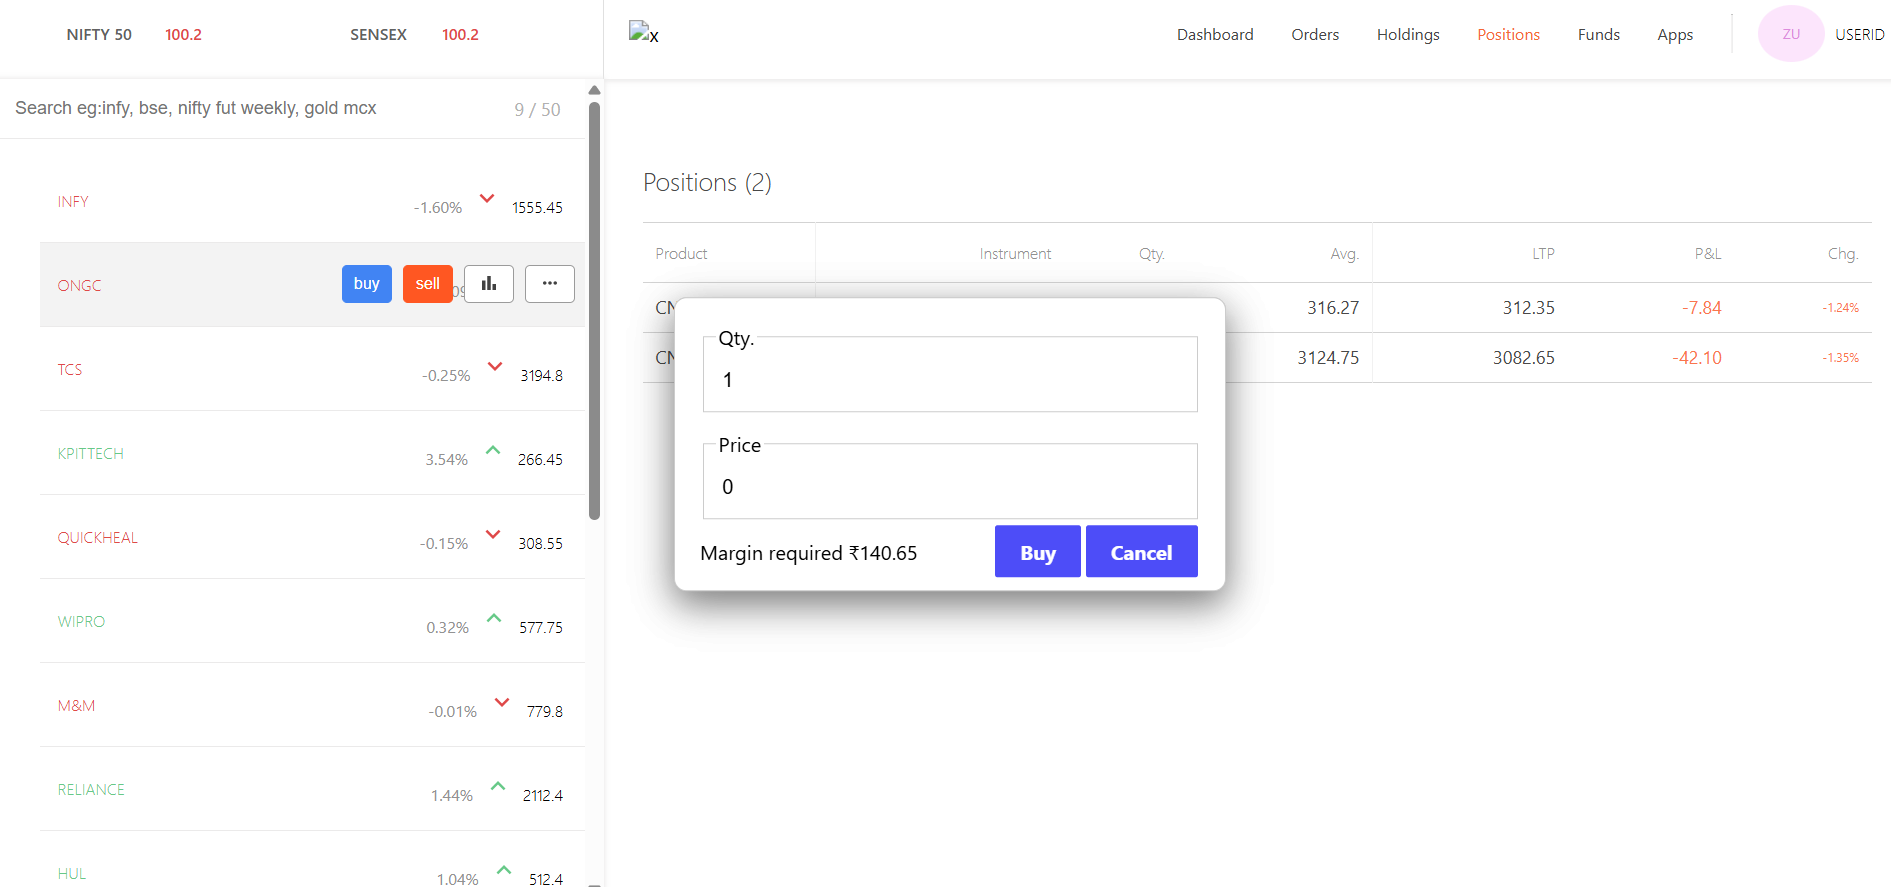 NIFTY 50 100.2 SENSEX 100.2
x Dashboard Orders Holdings Positions Funds Apps ZU USERID
Search eg:infy, bse, nifty fut weekly, gold mcx 9 / 50
INFY -1.60% 1555.45
ONGC buy sell
TCS -0.25% 3194.8
KPITTECH 3.54% 266.45
QUICKHEAL -0.15% 308.55
WIPRO 0.32% 577.75
M&M -0.01% 779.8
RELIANCE 1.44% 2112.4
HUL 1.04% 512.4
Positions (2)
Product Instrument Qty. Avg. LTP P&L Chg.
316.27 312.35 -7.84 -1.24%
3124.75 3082.65 -42.10 -1.35%
Qty.
1
Price
0
Margin required ₹140.65 Buy Cancel